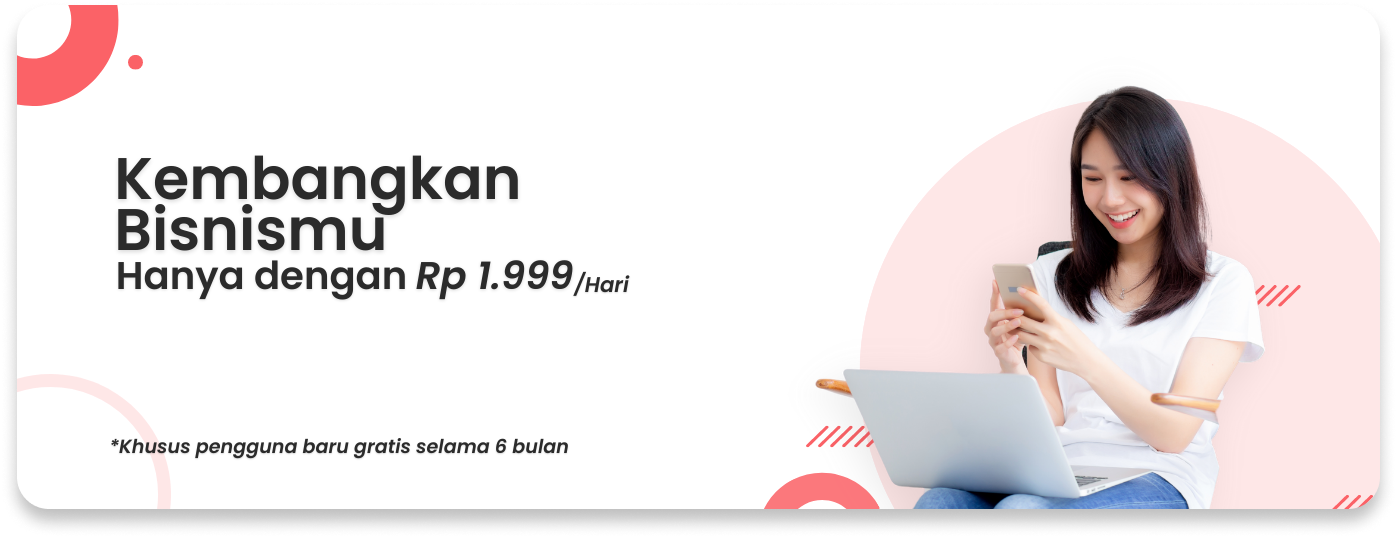 Kembangkan
Bisnismu
Hanya dengan Rp 1.999/Hari
*Khusus pengguna baru gratis selama 6 bulan